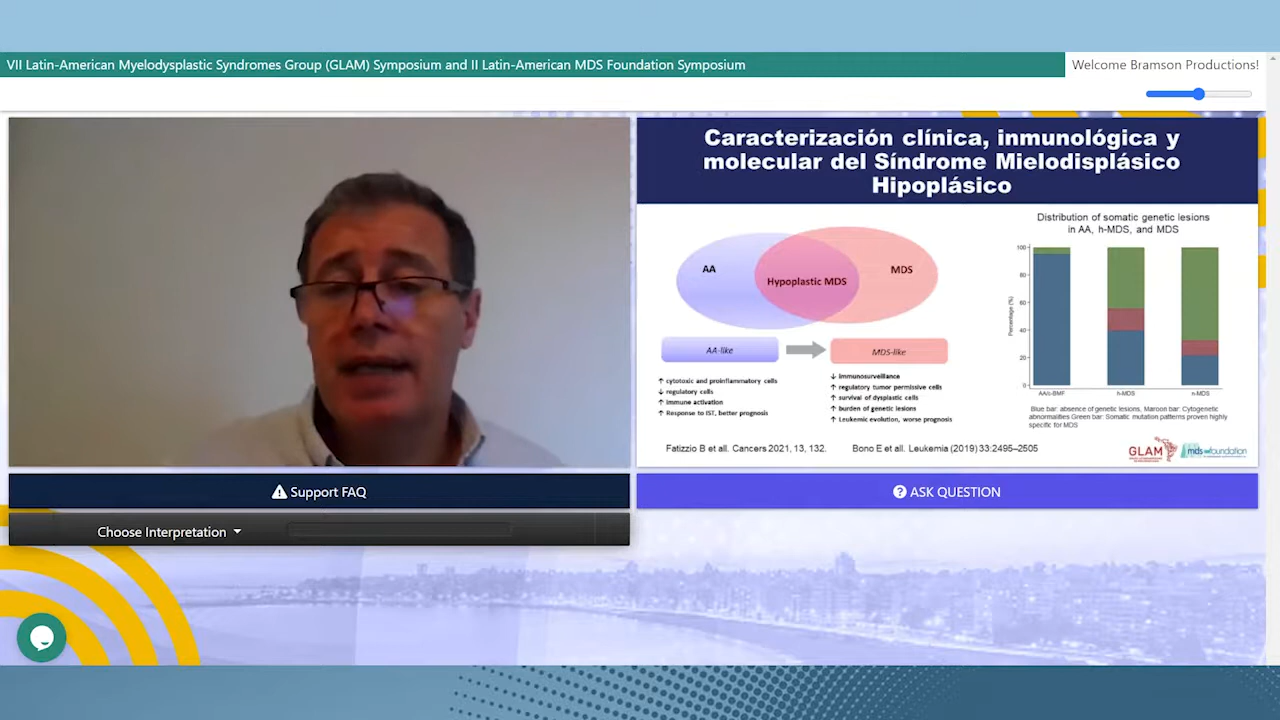 VII Latin-American Myelodysplastic Syndromes Group (GLAM) Symposium and II Latin-American MDS Foundation Symposium
Welcome Bramson Productions!
Caracterización clínica, inmunológica y
molecular del Síndrome Mielodisplásico
Hipoplásico
AA
Hypoplastic MDS
MDS
AA-like
MDS-like
↑ cytotoxic and proinflammatory cells
↓ regulatory cells
↑ immune activation
↑ Response to IST, better prognosis
↓ immunosurveillance
↑ regulatory tumor permissive cells
↑ survival of dysplastic cells
↑ burden of genetic lesions
↑ Leukemic evolution, worse prognosis
Distribution of somatic genetic lesions
in AA, h-MDS, and MDS
Percentage (%)
100
80
60
40
20
0
AA/c-BMF
h-MDS
n-MDS
Blue bar: absence of genetic lesions, Maroon bar: Cytogenetic
abnormalities Green bar: Somatic mutation patterns proven highly
specific for MDS
Fatizzio B et all. Cancers 2021, 13, 132.
Bono E et all. Leukemia (2019) 33:2495–2505
GLAM
mds foundation
Support FAQ
ASK QUESTION
Choose Interpretation